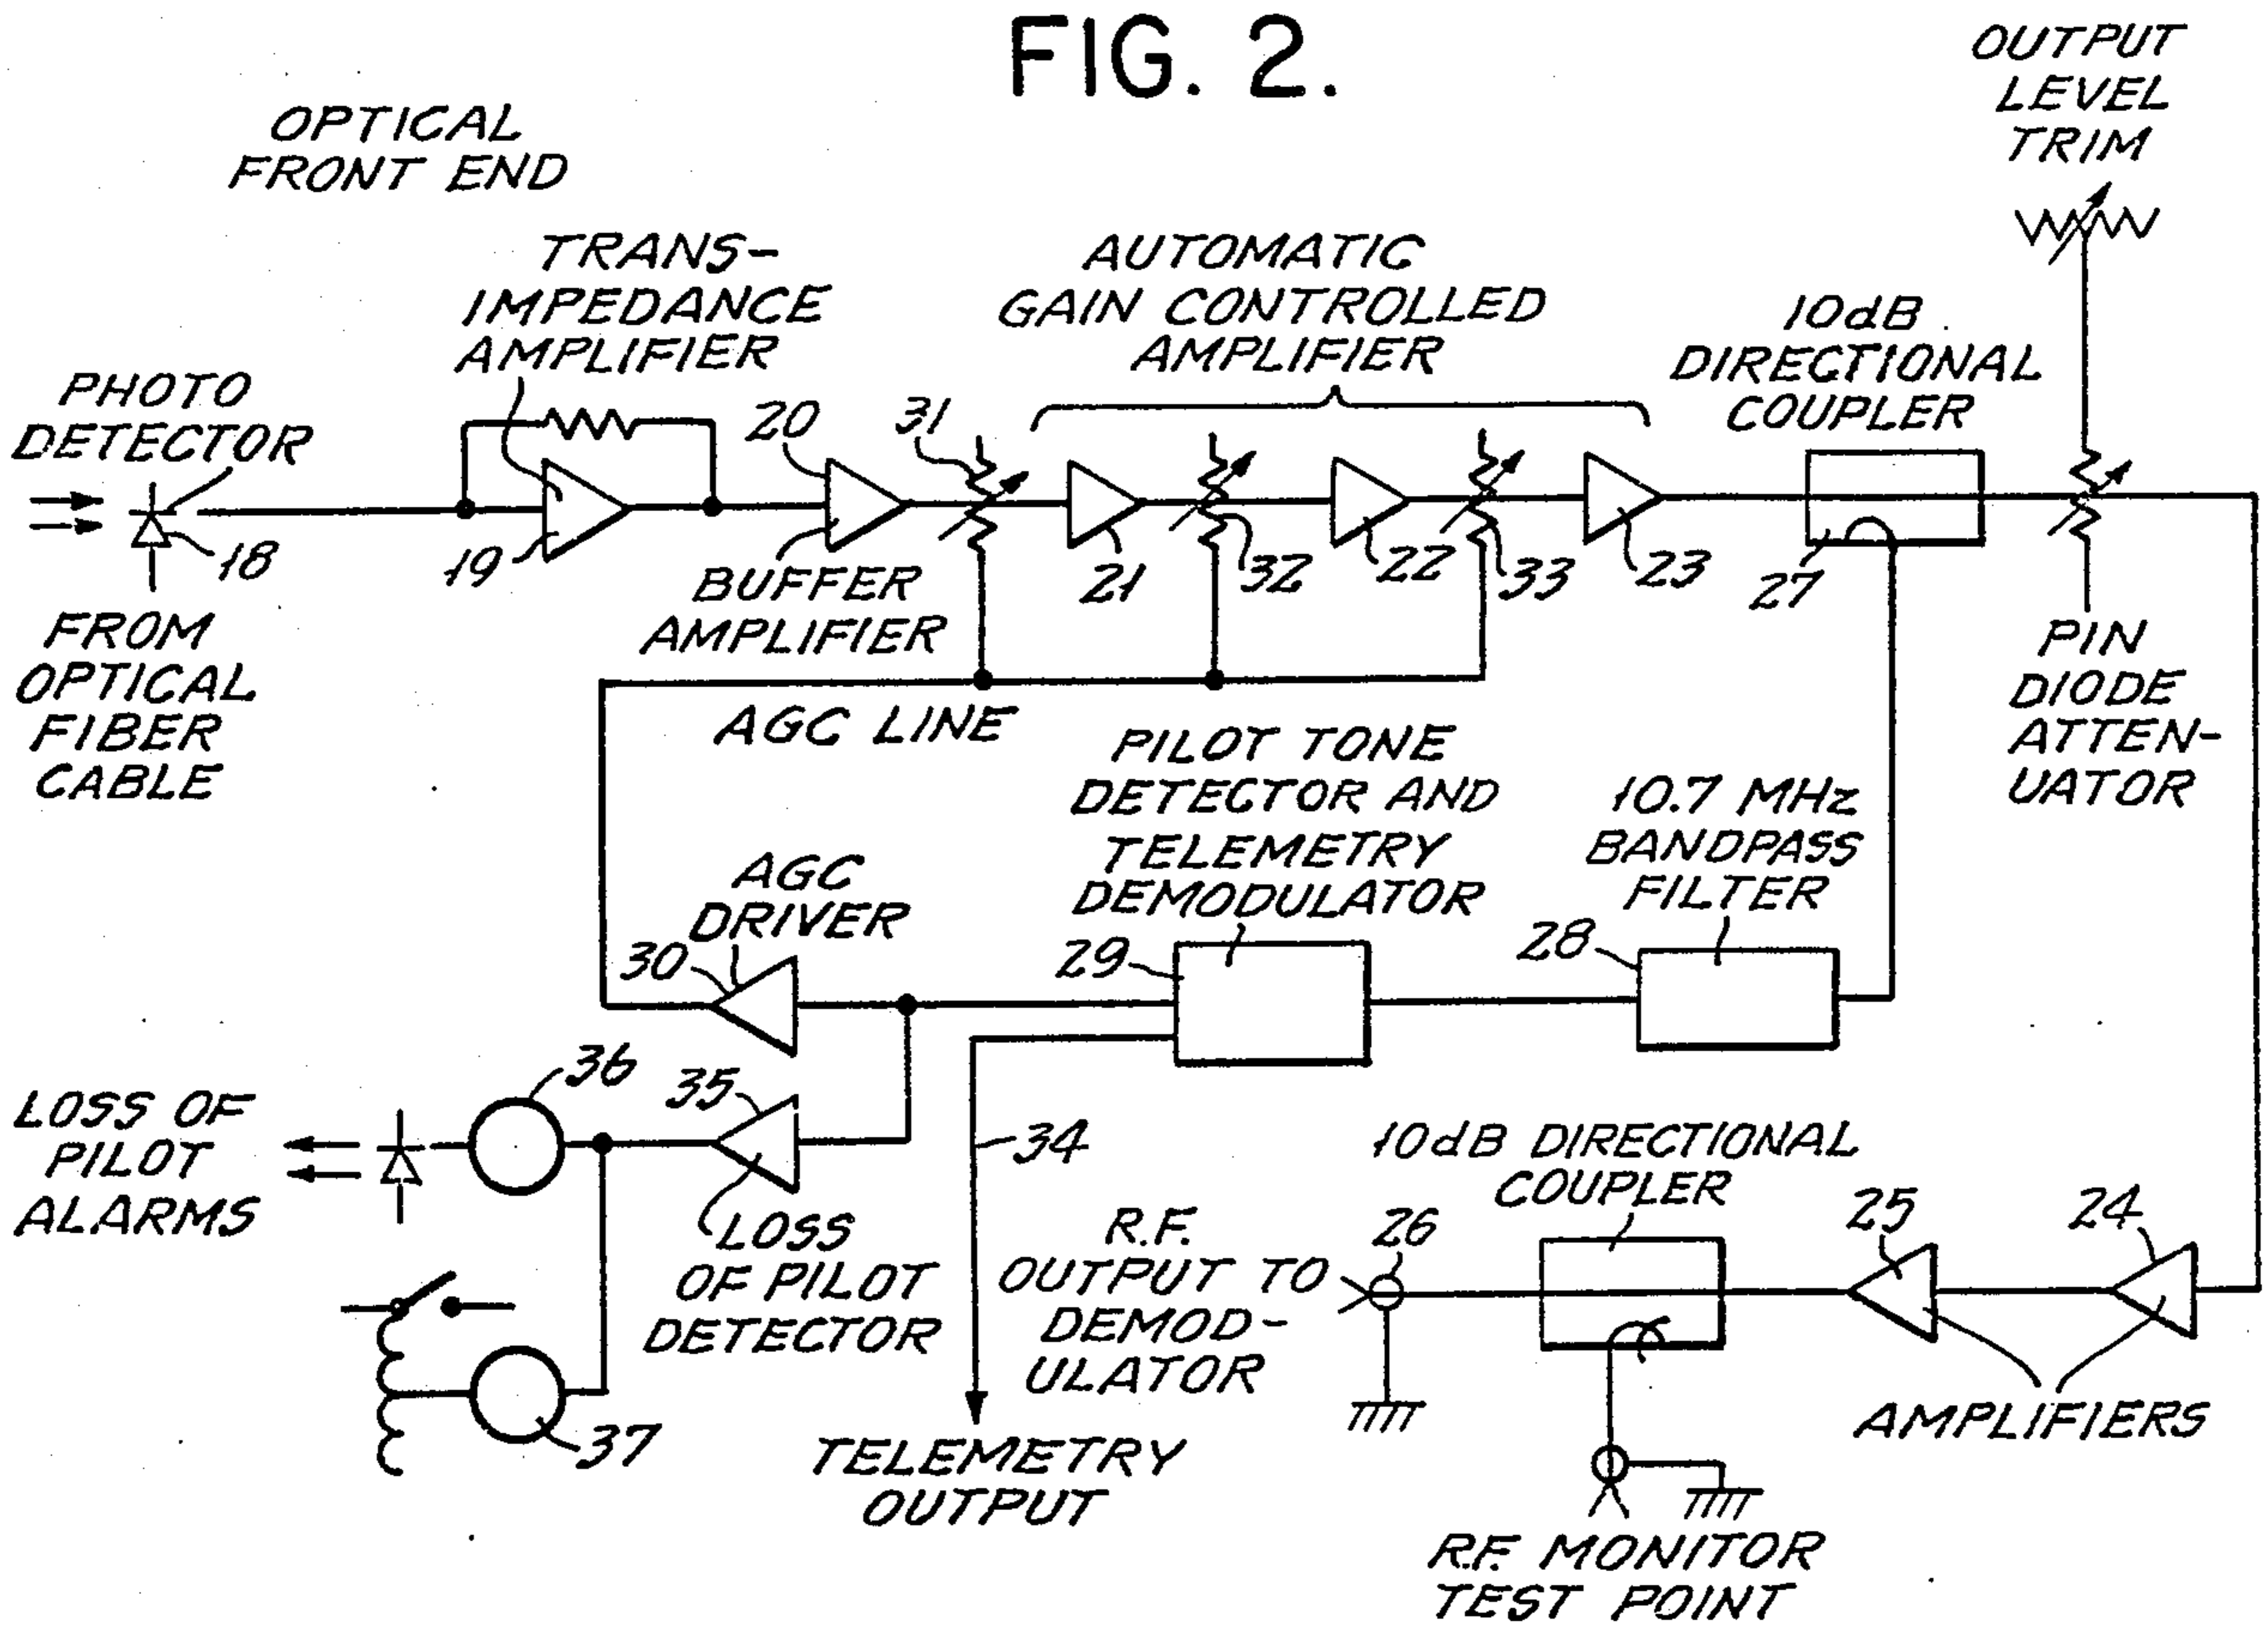 FIG. 2.
OPTICAL
FRONT END
OUTPUT
LEVEL
TRIM
TRANS-
IMPEDANCE
AMPLIFIER
AUTOMATIC
GAIN CONTROLLED
AMPLIFIER
10dB
DIRECTIONAL
COUPLER
PHOTO
DETECTOR
18
19
20
31
21
32
22
33
23
27
BUFFER
AMPLIFIER
FROM
OPTICAL
FIBER
CABLE
PIN
DIODE
ATTEN-
UATOR
AGC LINE
PILOT TONE
DETECTOR AND
TELEMETRY
DEMODULATOR
10.7 MHz
BANDPASS
FILTER
AGC
DRIVER
30
29
28
36
35
34
LOSS OF
PILOT
ALARMS
LOSS
OF PILOT
DETECTOR
37
TELEMETRY
OUTPUT
R.F.
OUTPUT TO
DEMOD-
ULATOR
26
10dB DIRECTIONAL
COUPLER
25
24
AMPLIFIERS
R.F. MONITOR
TEST POINT